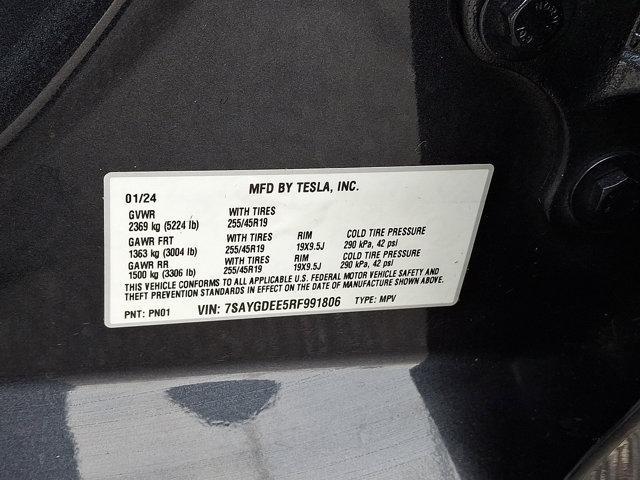 MFD BY TESLA, INC.
01/24
GVWR WITH TIRES
2369 kg (5224 lb) 255/45R19
GAWR FRT WITH TIRES RIM COLD TIRE PRESSURE
1363 kg (3004 lb) 255/45R19 19X9.5J 290 kPa, 42 psi
GAWR RR WITH TIRES RIM COLD TIRE PRESSURE
1500 kg (3306 lb) 255/45R19 19X9.5J 290 kPa, 42 psi
THIS VEHICLE CONFORMS TO ALL APPLICABLE U.S. FEDERAL MOTOR VEHICLE SAFETY AND
THEFT PREVENTION STANDARDS IN EFFECT ON THE DATE OF MANUFACTURE SHOWN ABOVE.
PNT: PN01 VIN: 7SAYGDEE5RF991806 TYPE: MPV